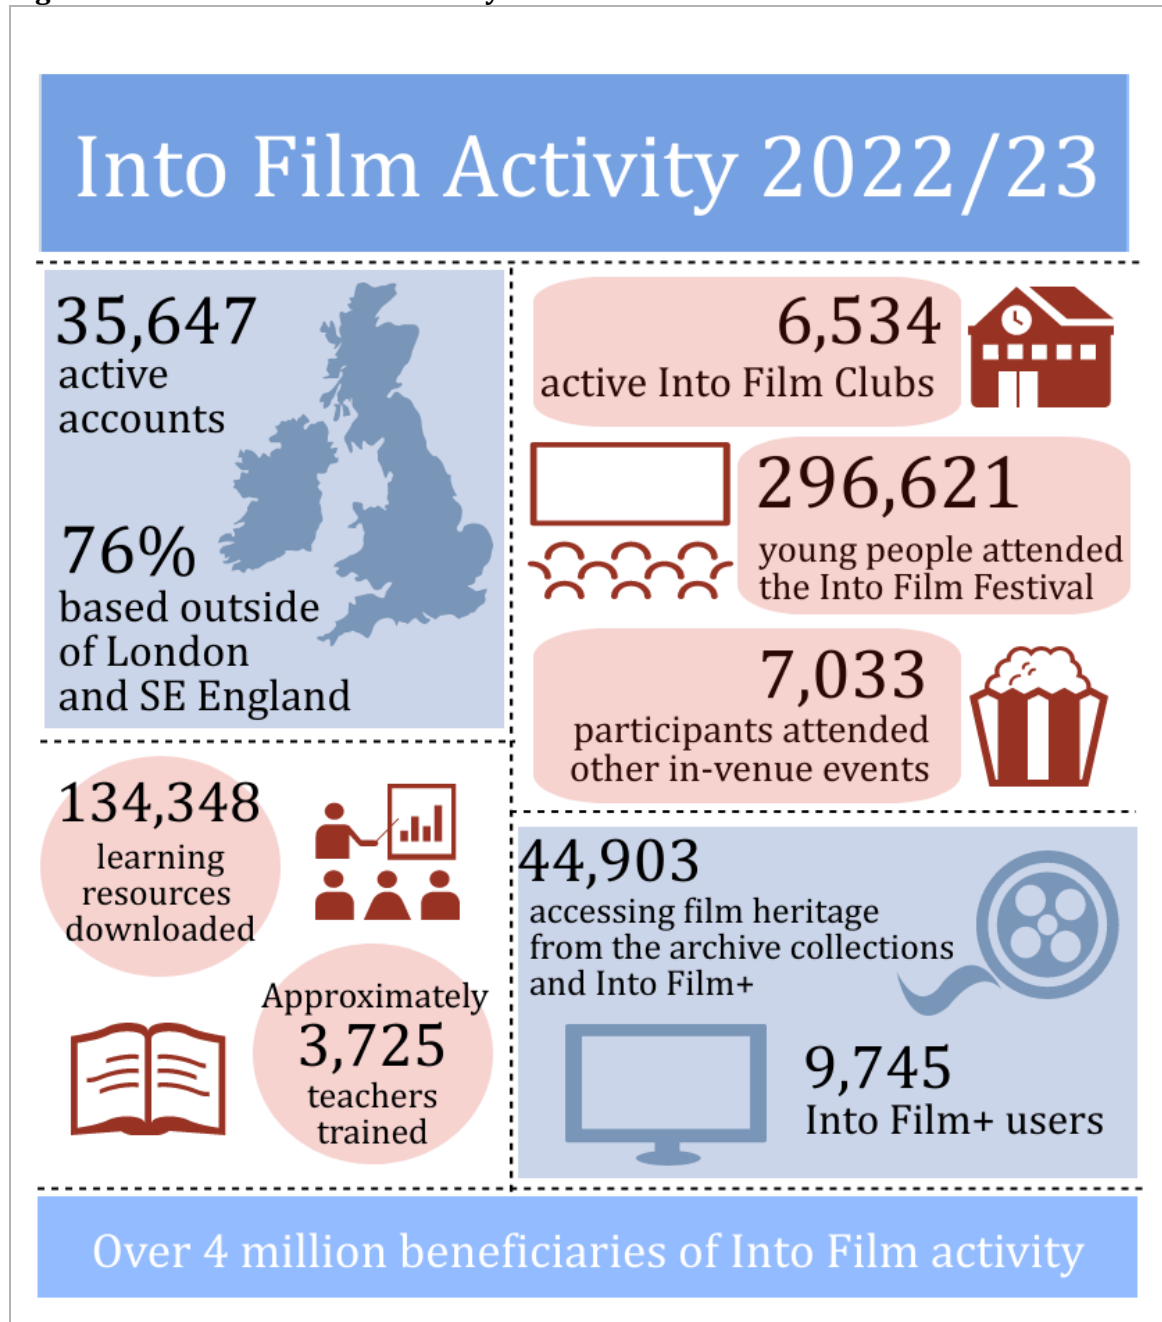 Into Film Activity 2022/23
35,647
active
accounts
76%
based outside
of London
and SE England
6,534
active Into Film Clubs
296,621
young people attended
the Into Film Festival
7,033
participants attended
other in-venue events
134,348
learning
resources
downloaded
Approximately
3,725
teachers
trained
44,903
accessing film heritage
from the archive collections
and Into Film+
9,745
Into Film+ users
Over 4 million beneficiaries of Into Film activity